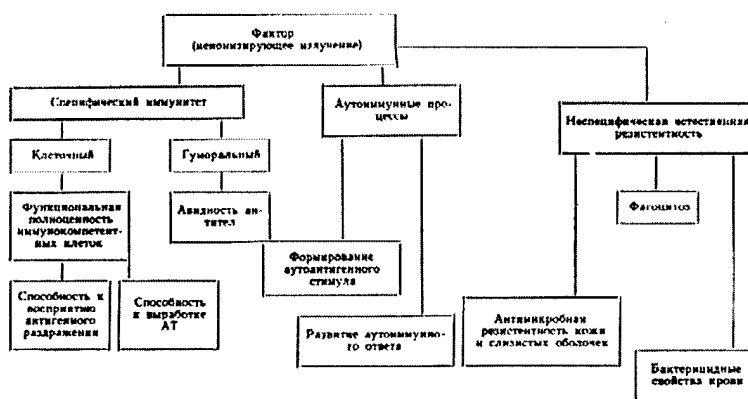 Фактор
(неионизирующее излучение)
Специфический иммунитет
Аутоиммунные про-
цессы
Неспецифическая естественная
резистентность
Клеточный
Гуморальный
Функциональная
полноценность
иммунокомпетент-
ных клеток
Авидность ан-
тител
Фагоцитоз
Формирование
аутоантигенного
стимула
Способность к
восприятию
антигенного
раздражения
Способность
к выработке
АТ
Развитие аутоиммунно-
го ответа
Антимикробная
резистентность кожи
и слизистых оболочек
Бактерицидные
свойства крови